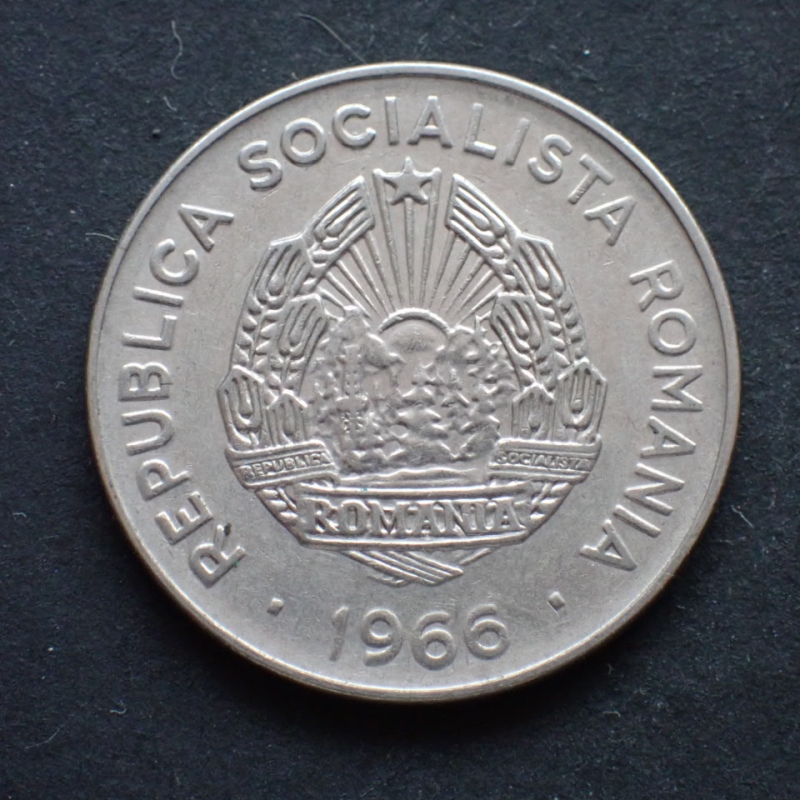 REPUBLICA SOCIALISTA ROMANIA
REPUBLICA SOCIALISTA
ROMANIA
· 1966 ·